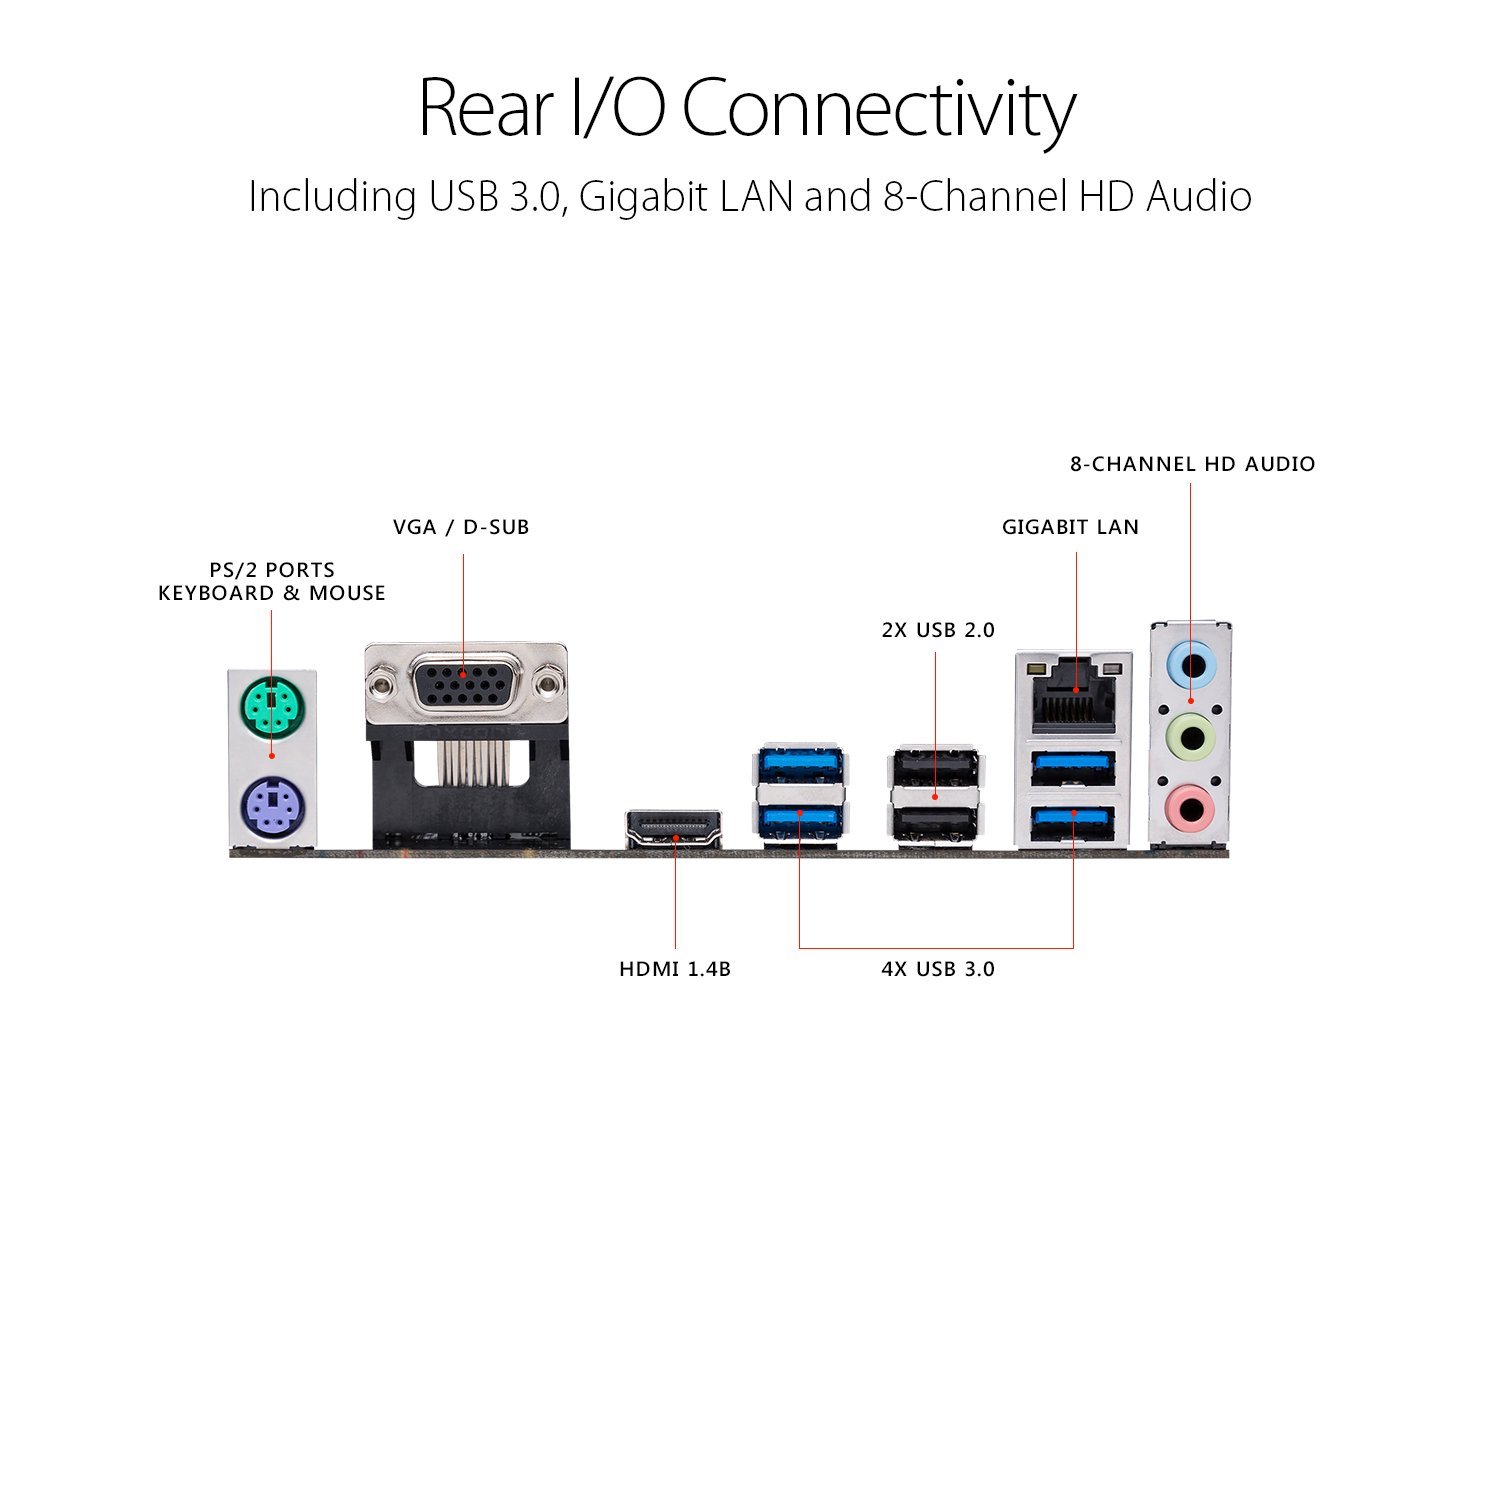 Rear I/O Connectivity
Including USB 3.0, Gigabit LAN and 8-Channel HD Audio
8-CHANNEL HD AUDIO
VGA / D-SUB
GIGABIT LAN
PS/2 PORTS
KEYBOARD & MOUSE
2X USB 2.0
HDMI 1.4B
4X USB 3.0